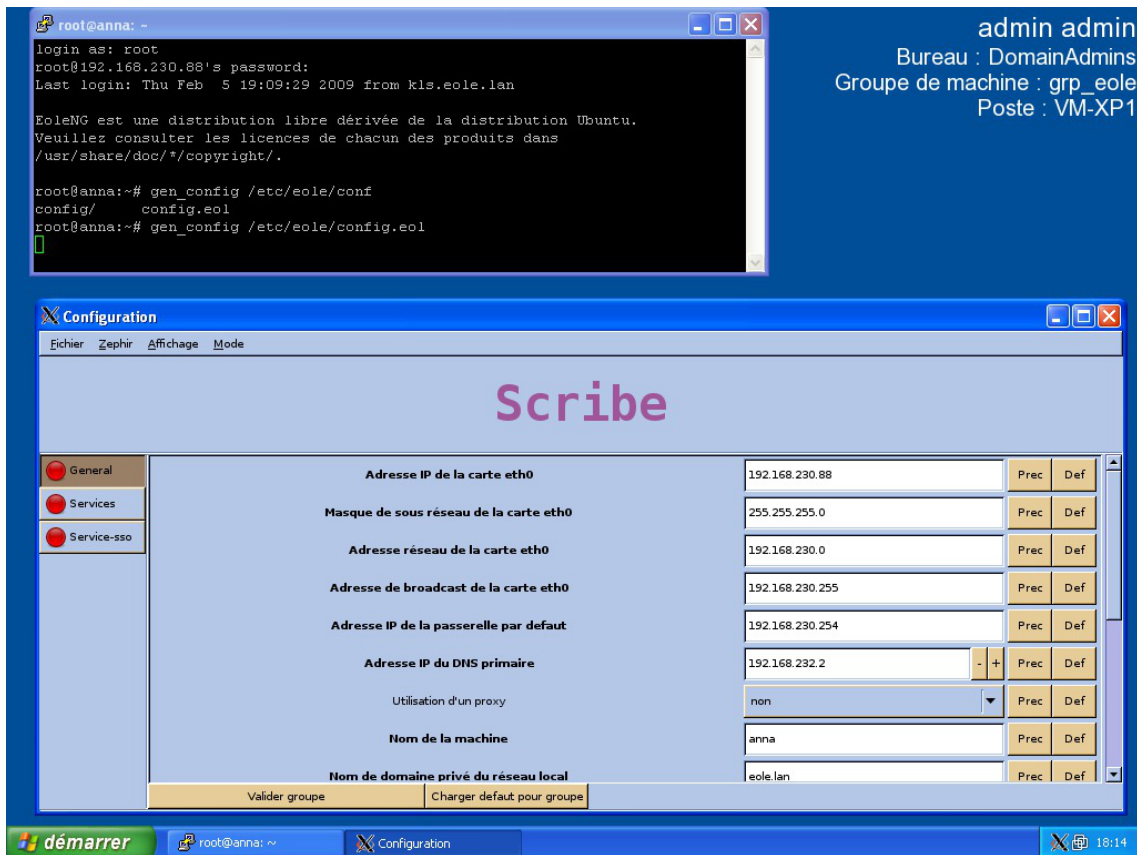 root@anna: ~
login as: root
root@192.168.230.88's password:
Last login: Thu Feb  5 19:09:29 2009 from kls.eole.lan
EoleNG est une distribution libre dérivée de la distribution Ubuntu.
Veuillez consulter les licences de chacun des produits dans
/usr/share/doc/*/copyright/.
root@anna:~# gen_config /etc/eole/conf
config/     config.eol
root@anna:~# gen_config /etc/eole/config.eol
admin admin
Bureau : DomainAdmins
Groupe de machine : grp_eole
Poste : VM-XP1
Configuration
Fichier Zephir Affichage Mode
Scribe
General
Services
Service-sso
Adresse IP de la carte eth0 192.168.230.88 Prec Def
Masque de sous réseau de la carte eth0 255.255.255.0 Prec Def
Adresse réseau de la carte eth0 192.168.230.0 Prec Def
Adresse de broadcast de la carte eth0 192.168.230.255 Prec Def
Adresse IP de la passerelle par defaut 192.168.230.254 Prec Def
Adresse IP du DNS primaire 192.168.232.2 - + Prec Def
Utilisation d'un proxy non Prec Def
Nom de la machine anna Prec Def
Nom de domaine privé du réseau local eole.lan Prec Def
Valider groupe Charger defaut pour groupe
démarrer root@anna: ~ Configuration 18:14